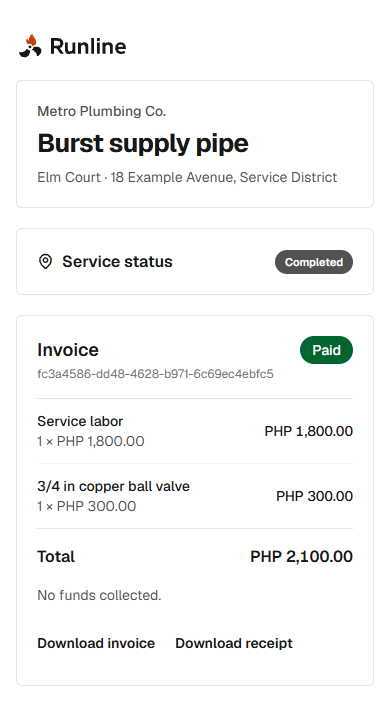 Runline
Metro Plumbing Co.
Burst supply pipe
Elm Court · 18 Example Avenue, Service District
Service status
Completed
Invoice
Paid
fc3a4586-dd48-4628-b971-6c69ec4ebfc5
Service labor
1 × PHP 1,800.00
PHP 1,800.00
3/4 in copper ball valve
1 × PHP 300.00
PHP 300.00
Total
PHP 2,100.00
No funds collected.
Download invoice
Download receipt